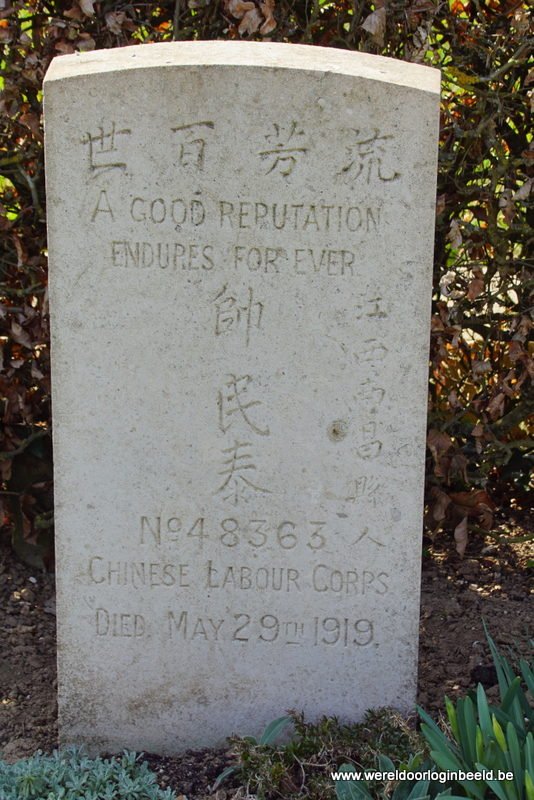 流芳百世
A GOOD REPUTATION
ENDURES FOR EVER
江西南昌縣人
帥民泰
Nº 48363
CHINESE LABOUR CORPS
DIED. MAY 29TH 1919.
www.wereldoorloginbeeld.be